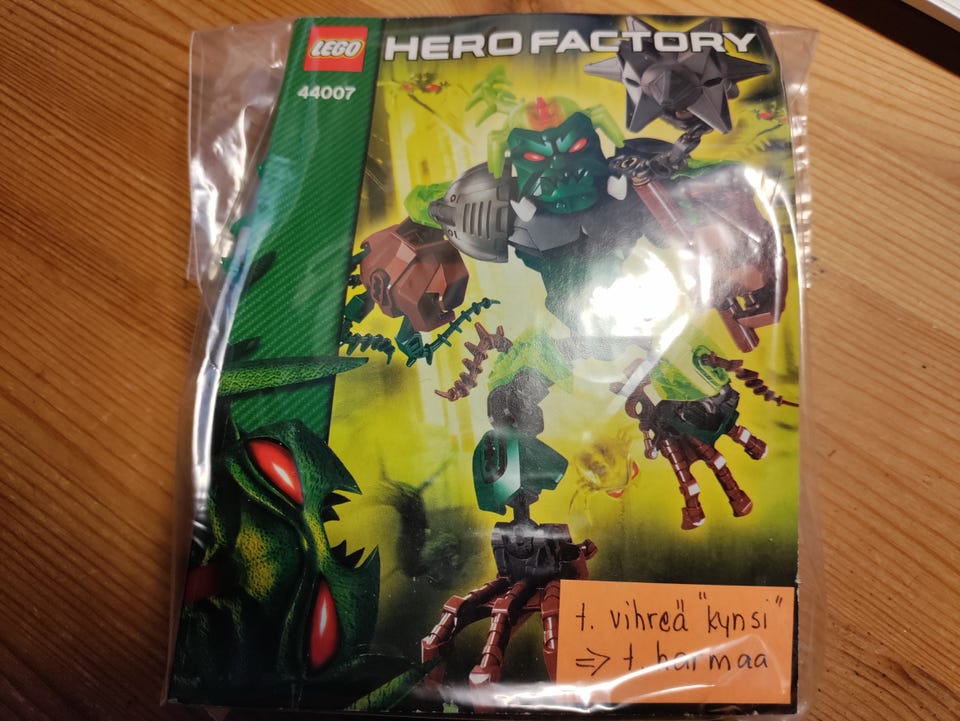 LEGO
HERO FACTORY
44007
t. vihreä "kynsi"
=> t. harmaa